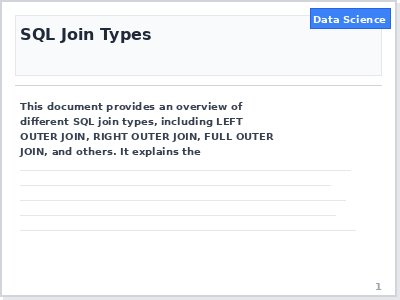 Data Science
SQL Join Types
This document provides an overview of
different SQL join types, including LEFT
OUTER JOIN, RIGHT OUTER JOIN, FULL OUTER
JOIN, and others. It explains the
1